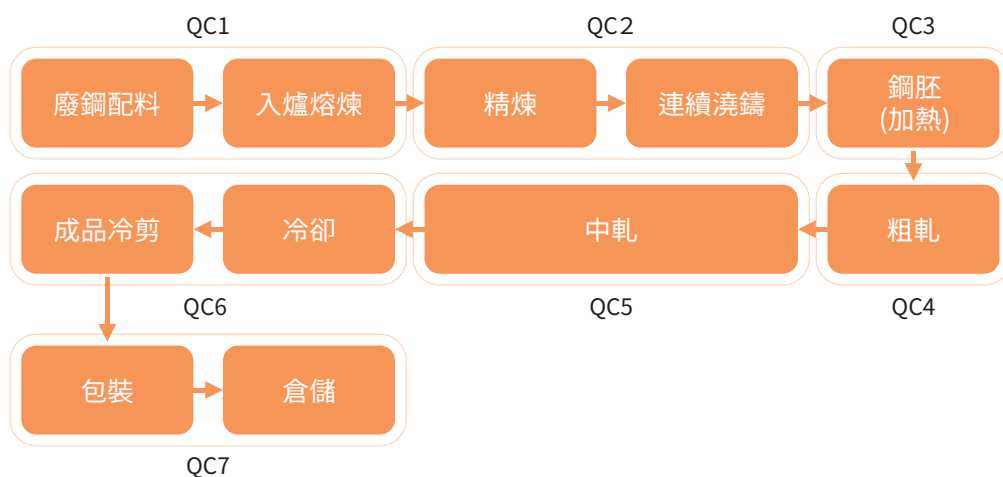 QC1
QC2
QC3
廢鋼配料
入爐熔煉
精煉
連續澆鑄
鋼胚
(加熱)
成品冷剪
冷卻
中軋
粗軋
QC6
QC5
QC4
包裝
倉儲
QC7